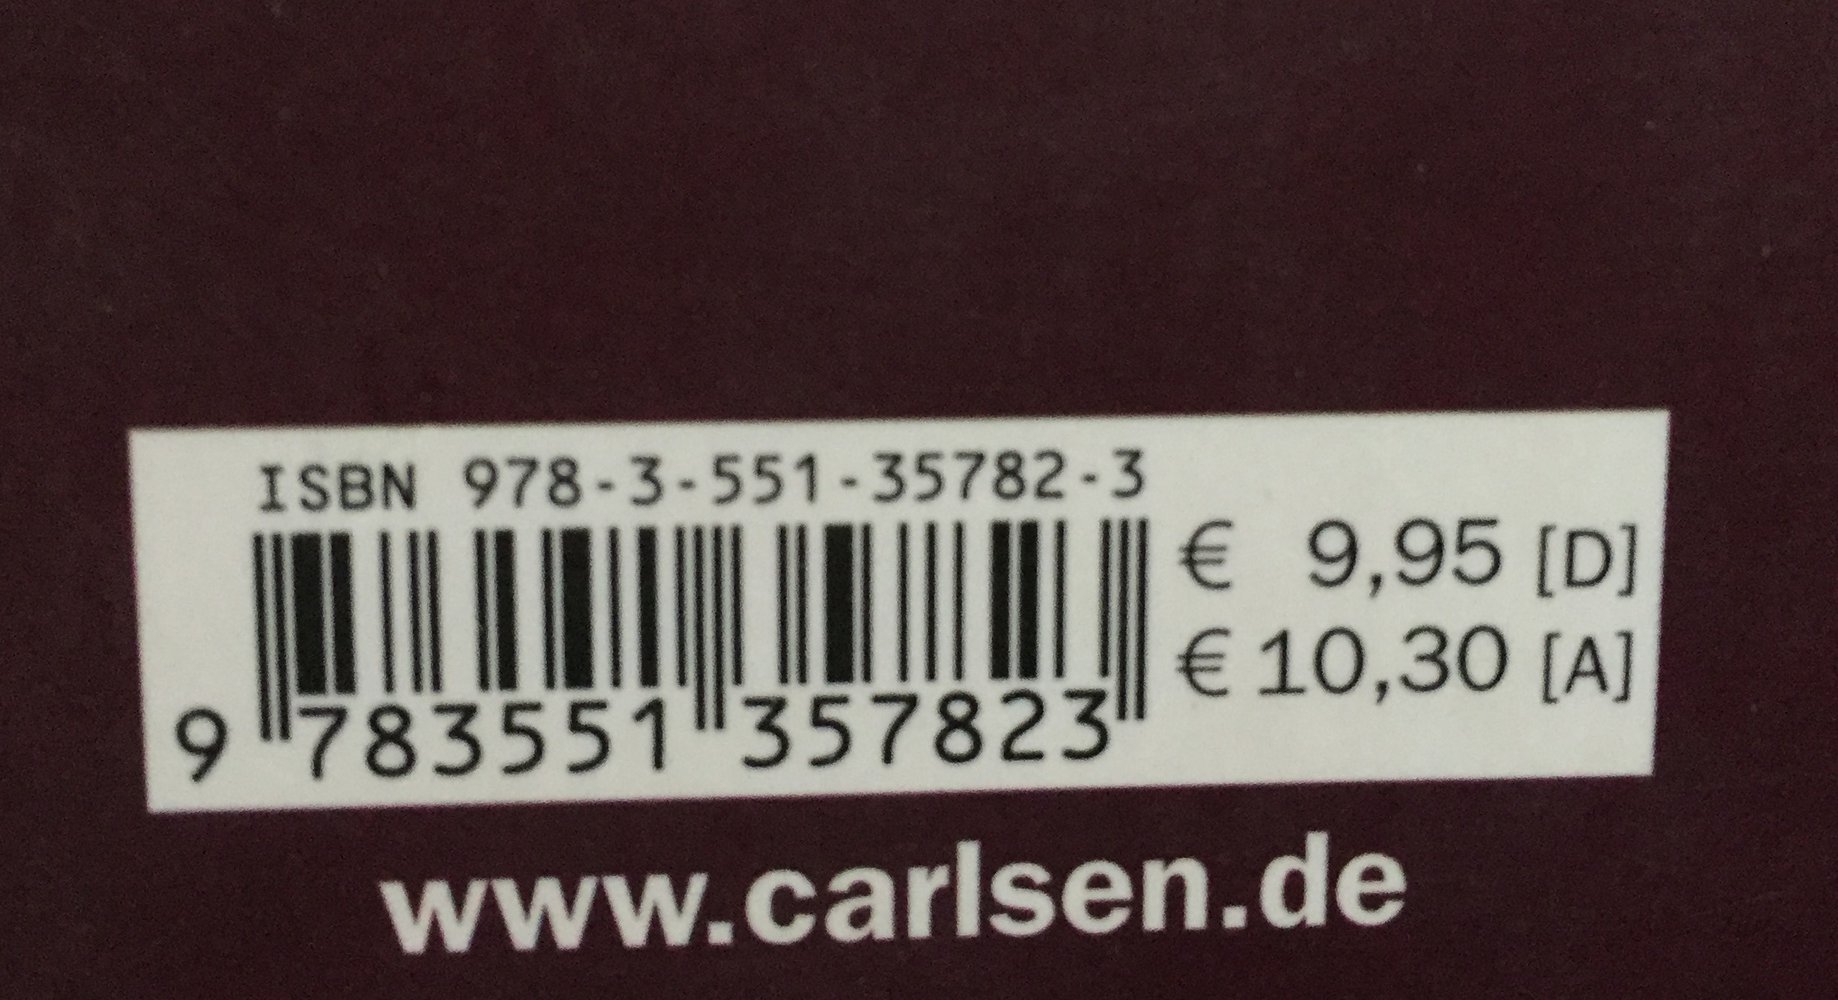 ISBN 978-3-551-35782-3
€ 9,95 [D]
€ 10,30 [A]
9 783551 357823
www.carlsen.de